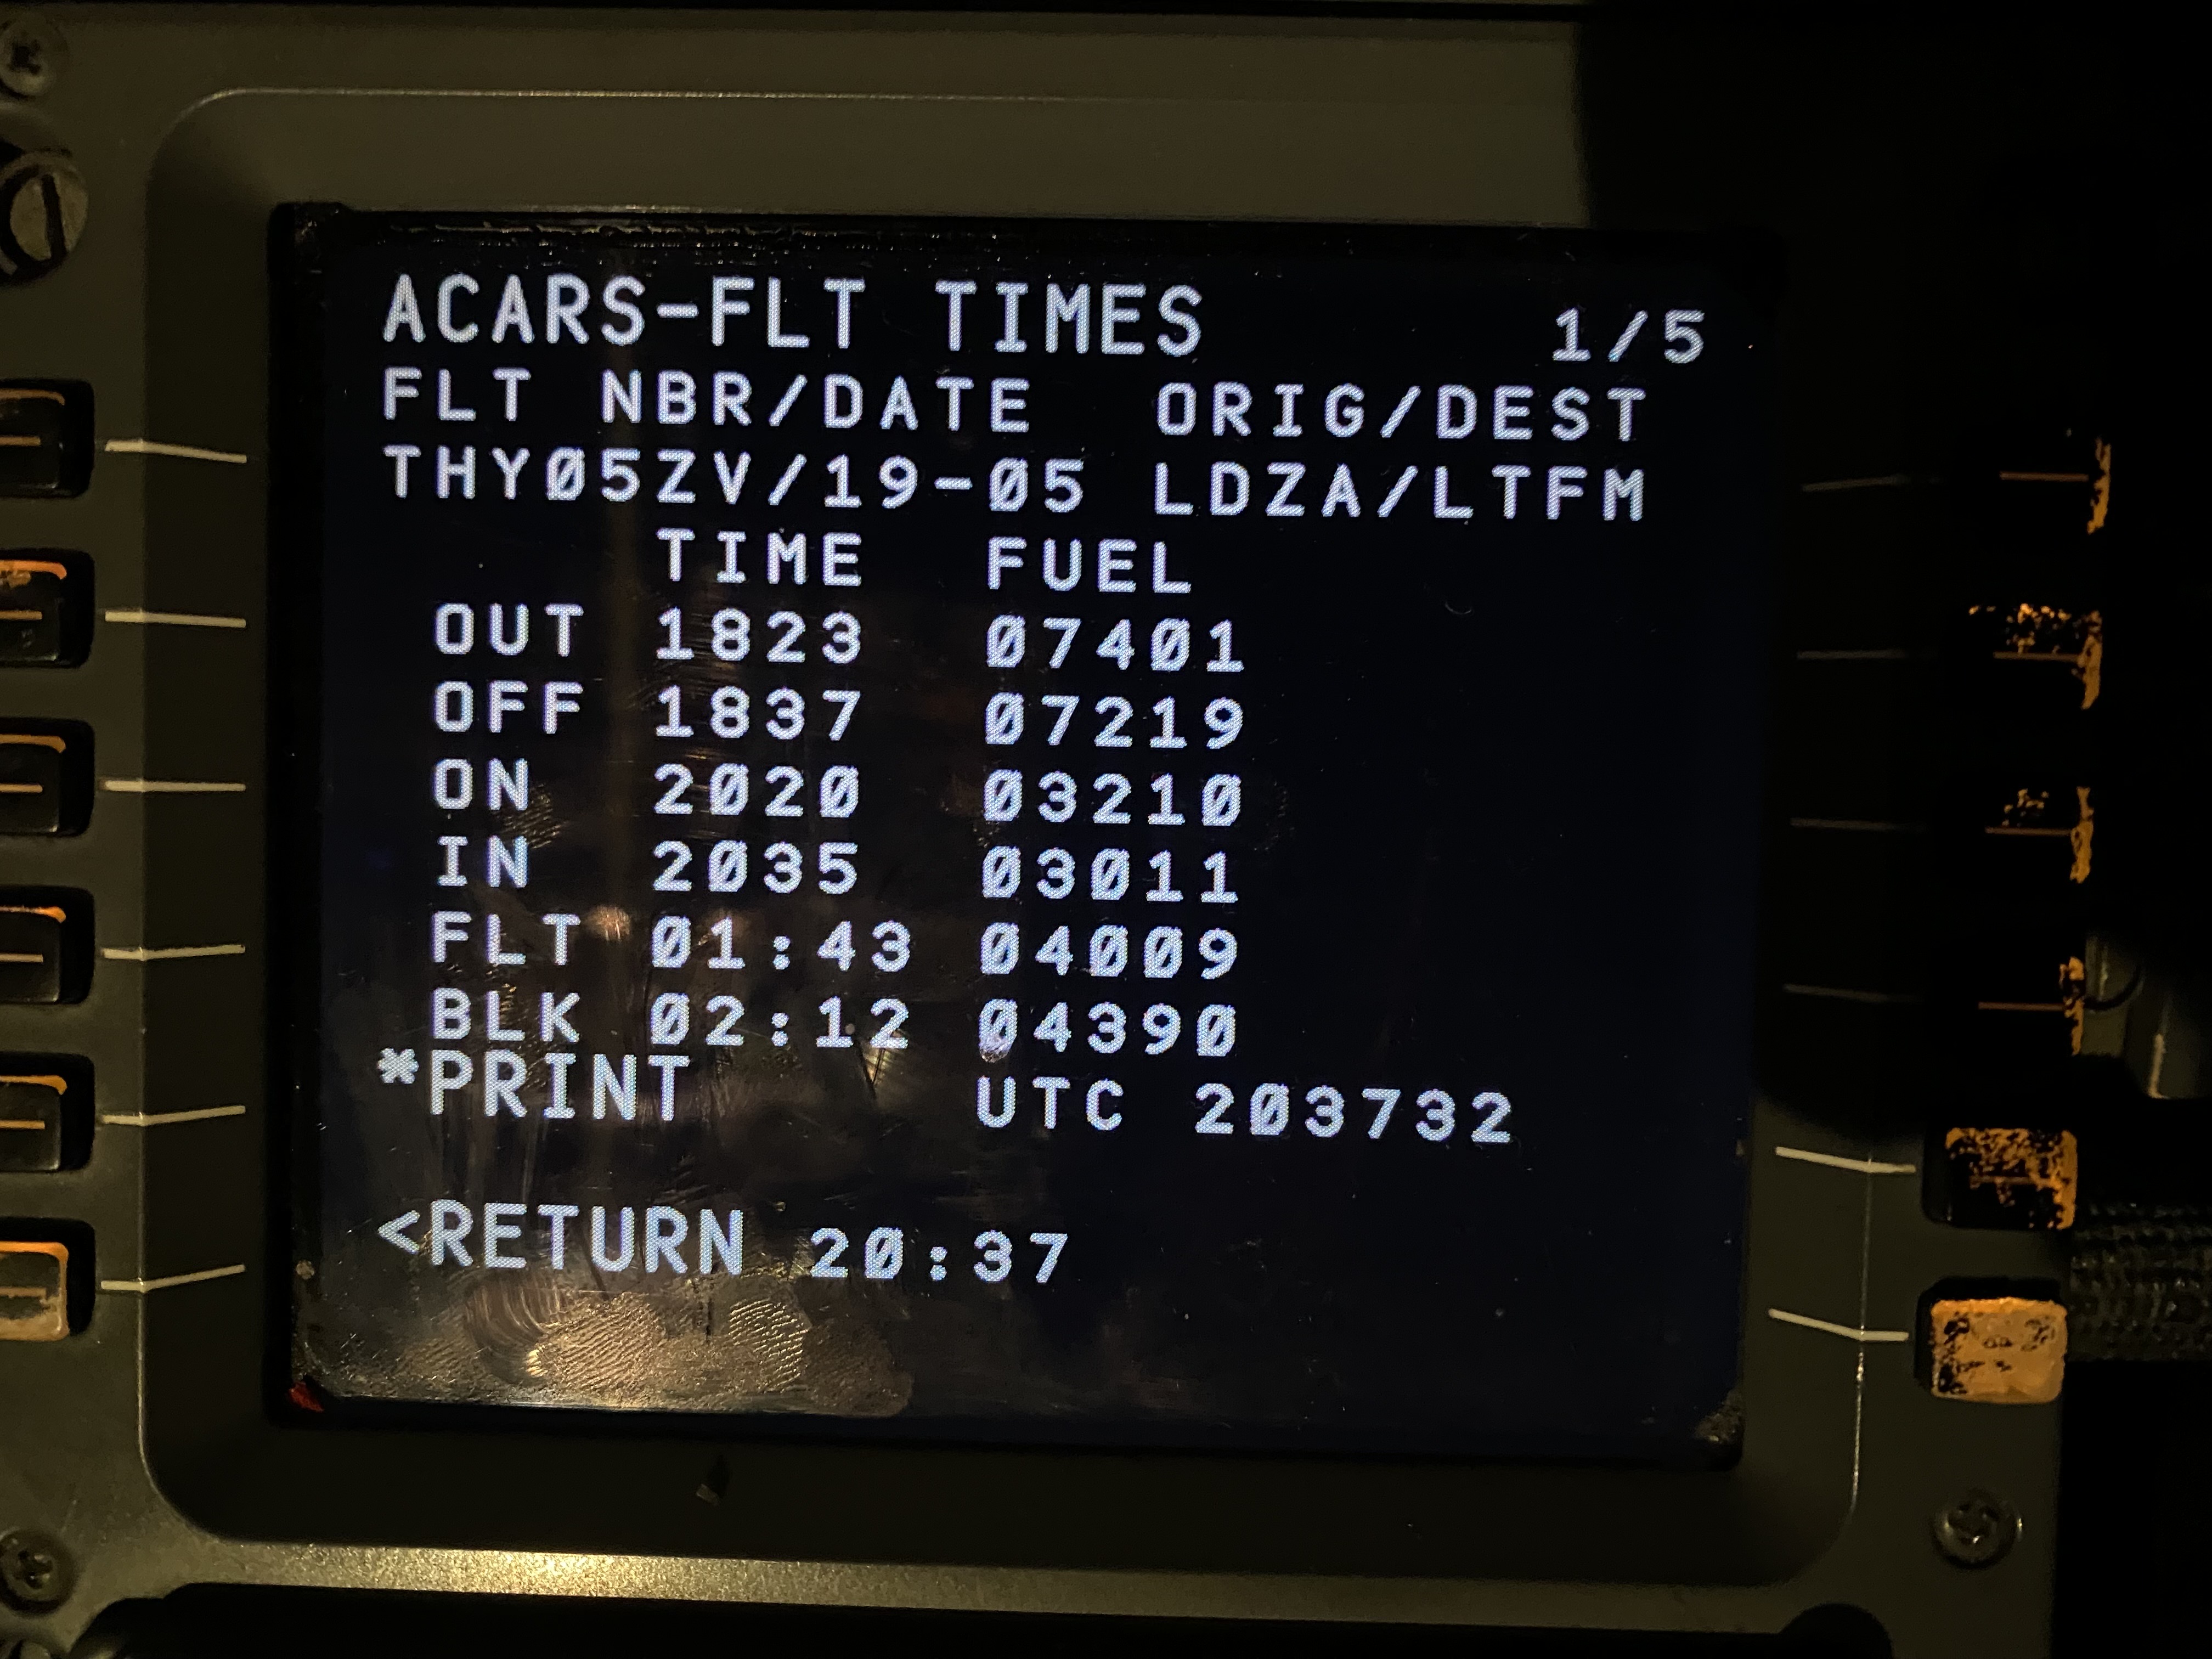 ACARS-FLT TIMES 1/5
FLT NBR/DATE ORIG/DEST
THY05ZV/19-05 LDZA/LTFM
TIME FUEL
OUT 1823 07401
OFF 1837 07219
ON 2020 03210
IN 2035 03011
FLT 01:43 04009
BLK 02:12 04390
*PRINT UTC 203732
<RETURN 20:37